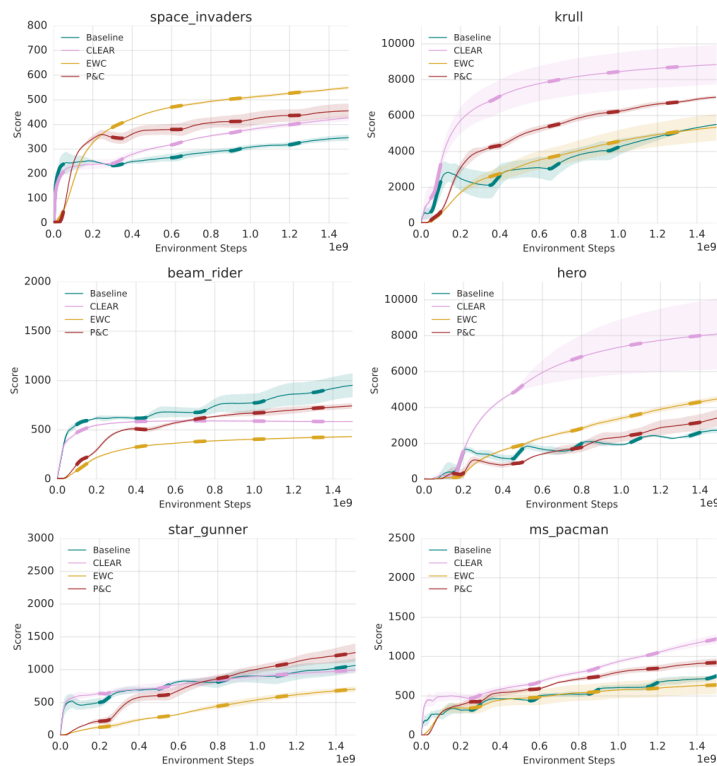 space_invaders
800
700
600
500
400
300
200
100
0
Score
Baseline
CLEAR
EWC
P&C
0.0 0.2 0.4 0.6 0.8 1.0 1.2 1.4
Environment Steps
1e9
krull
10000
8000
6000
4000
2000
0
Score
Baseline
CLEAR
EWC
P&C
0.0 0.2 0.4 0.6 0.8 1.0 1.2 1.4
Environment Steps
1e9
beam_rider
2000
1500
1000
500
0
Score
Baseline
CLEAR
EWC
P&C
0.0 0.2 0.4 0.6 0.8 1.0 1.2 1.4
Environment Steps
1e9
hero
10000
8000
6000
4000
2000
0
Score
Baseline
CLEAR
EWC
P&C
0.0 0.2 0.4 0.6 0.8 1.0 1.2 1.4
Environment Steps
1e9
star_gunner
3000
2500
2000
1500
1000
500
0
Score
Baseline
CLEAR
EWC
P&C
0.0 0.2 0.4 0.6 0.8 1.0 1.2 1.4
Environment Steps
1e9
ms_pacman
2500
2000
1500
1000
500
0
Score
Baseline
CLEAR
EWC
P&C
0.0 0.2 0.4 0.6 0.8 1.0 1.2 1.4
Environment Steps
1e9